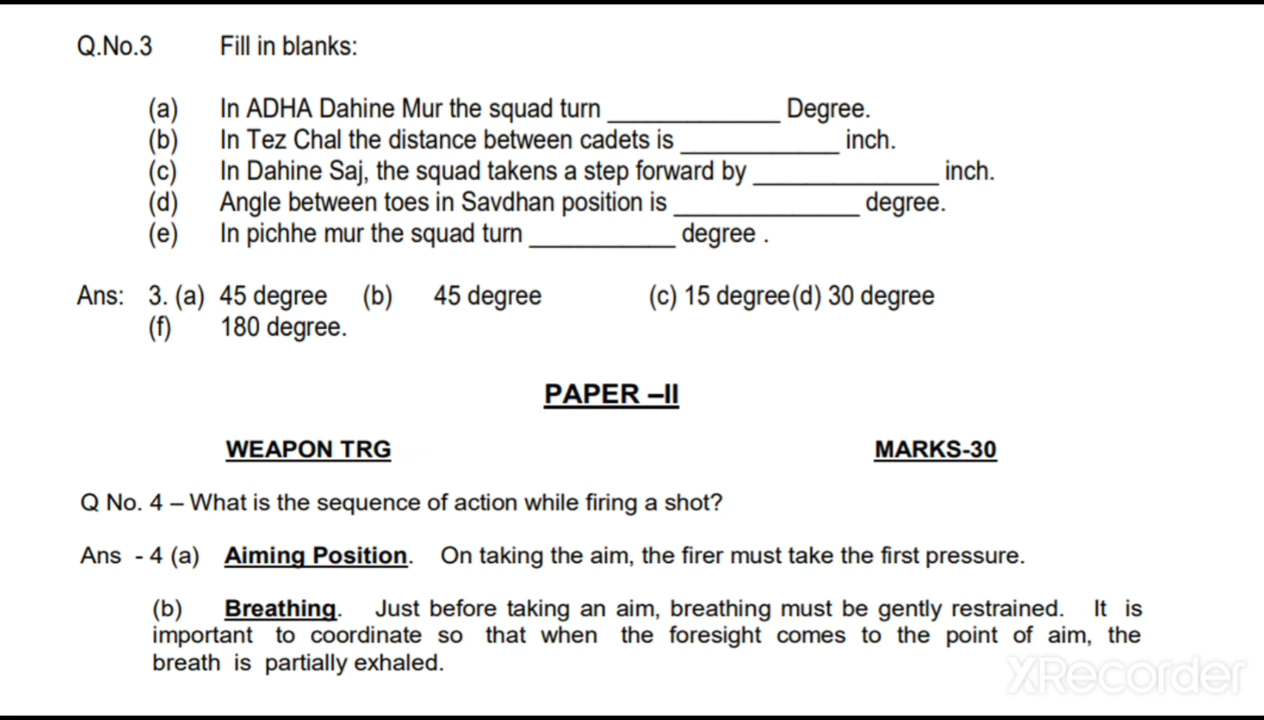 Q.No.3 Fill in blanks:
(a) In ADHA Dahine Mur the squad turn ____________ Degree.
(b) In Tez Chal the distance between cadets is ___________ inch.
(c) In Dahine Saj, the squad takens a step forward by _____________ inch.
(d) Angle between toes in Savdhan position is _____________ degree.
(e) In pichhe mur the squad turn __________ degree .
Ans: 3. (a) 45 degree (b) 45 degree (c) 15 degree(d) 30 degree
(f) 180 degree.
PAPER –II
WEAPON TRG MARKS-30
Q No. 4 – What is the sequence of action while firing a shot?
Ans - 4 (a) Aiming Position. On taking the aim, the firer must take the first pressure.
(b) Breathing. Just before taking an aim, breathing must be gently restrained. It is
important to coordinate so that when the foresight comes to the point of aim, the
breath is partially exhaled.
XRecorder